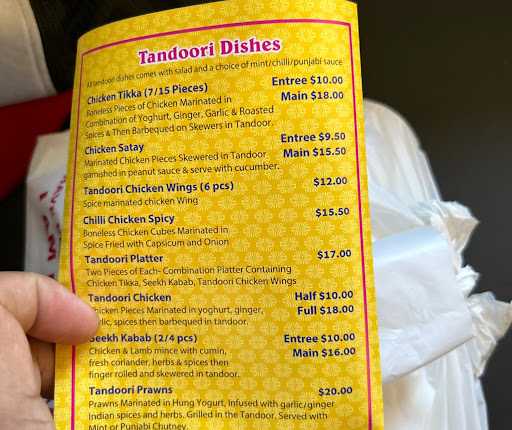 Tandoori Dishes
All tandoori dishes comes with salad and a choice of mint/chilli/punjabi sauce
Chicken Tikka (7/15 Pieces) Entree $10.00
Boneless Pieces of Chicken Marinated in Main $18.00
Combination of Yoghurt, Ginger, Garlic & Roasted
Spices & Then Barbequed on Skewers in Tandoor.
Chicken Satay Entree $9.50
Marinated Chicken Pieces Skewered in Tandoor Main $15.50
garnished in peanut sauce & serve with cucumber.
Tandoori Chicken Wings (6 pcs) $12.00
Spice marinated chicken Wing
Chilli Chicken Spicy $15.50
Boneless Chicken Cubes Marinated in
Spice Fried with Capsicum and Onion
Tandoori Platter $17.00
Two Pieces of Each- Combination Platter Containing
Chicken Tikka, Seekh Kabab, Tandoori Chicken Wings
Tandoori Chicken Half $10.00
Chicken Pieces Marinated in yoghurt, ginger, Full $18.00
garlic, spices then barbequed in tandoor.
Seekh Kabab (2/4 pcs) Entree $10.00
Chicken & Lamb mince with cumin, Main $16.00
fresh coriander, herbs & spices then
finger rolled and skewered in tandoor.
Tandoori Prawns $20.00
Prawns Marinated in Hung Yogurt, Infused with garlic/ginger
Indian spices and herbs. Grilled in the Tandoor. Served with
Mint or Punjabi Chutney.